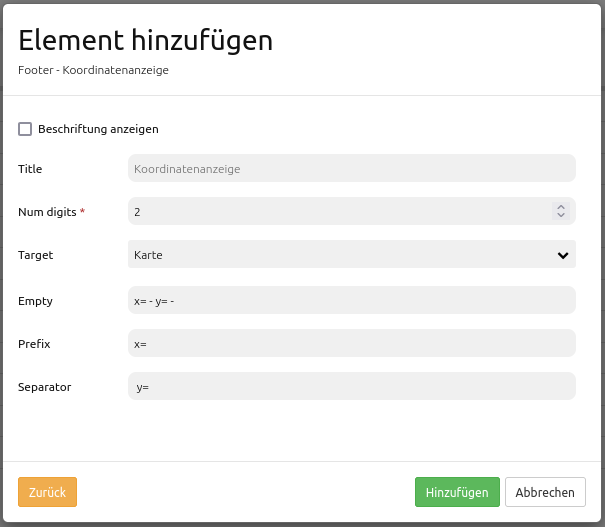 Element hinzufügen
Footer - Koordinatenanzeige
Beschriftung anzeigen
Title Koordinatenanzeige
Num digits * 2
Target Karte
Empty x= - y= -
Prefix x=
Separator y=
Zurück Hinzufügen Abbrechen